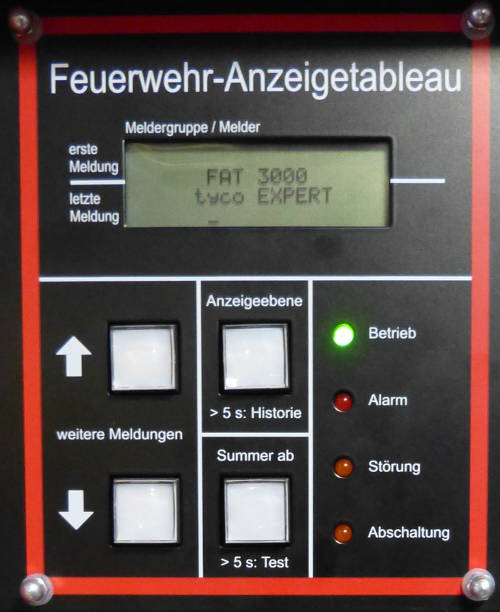 Feuerwehr-Anzeigetableau
Meldergruppe / Melder
erste
Meldung
letzte
Meldung
FAT 3000
tyco EXPERT
_
Anzeigeebene
> 5 s: Historie
weitere Meldungen
Summer ab
> 5 s: Test
Betrieb
Alarm
Störung
Abschaltung